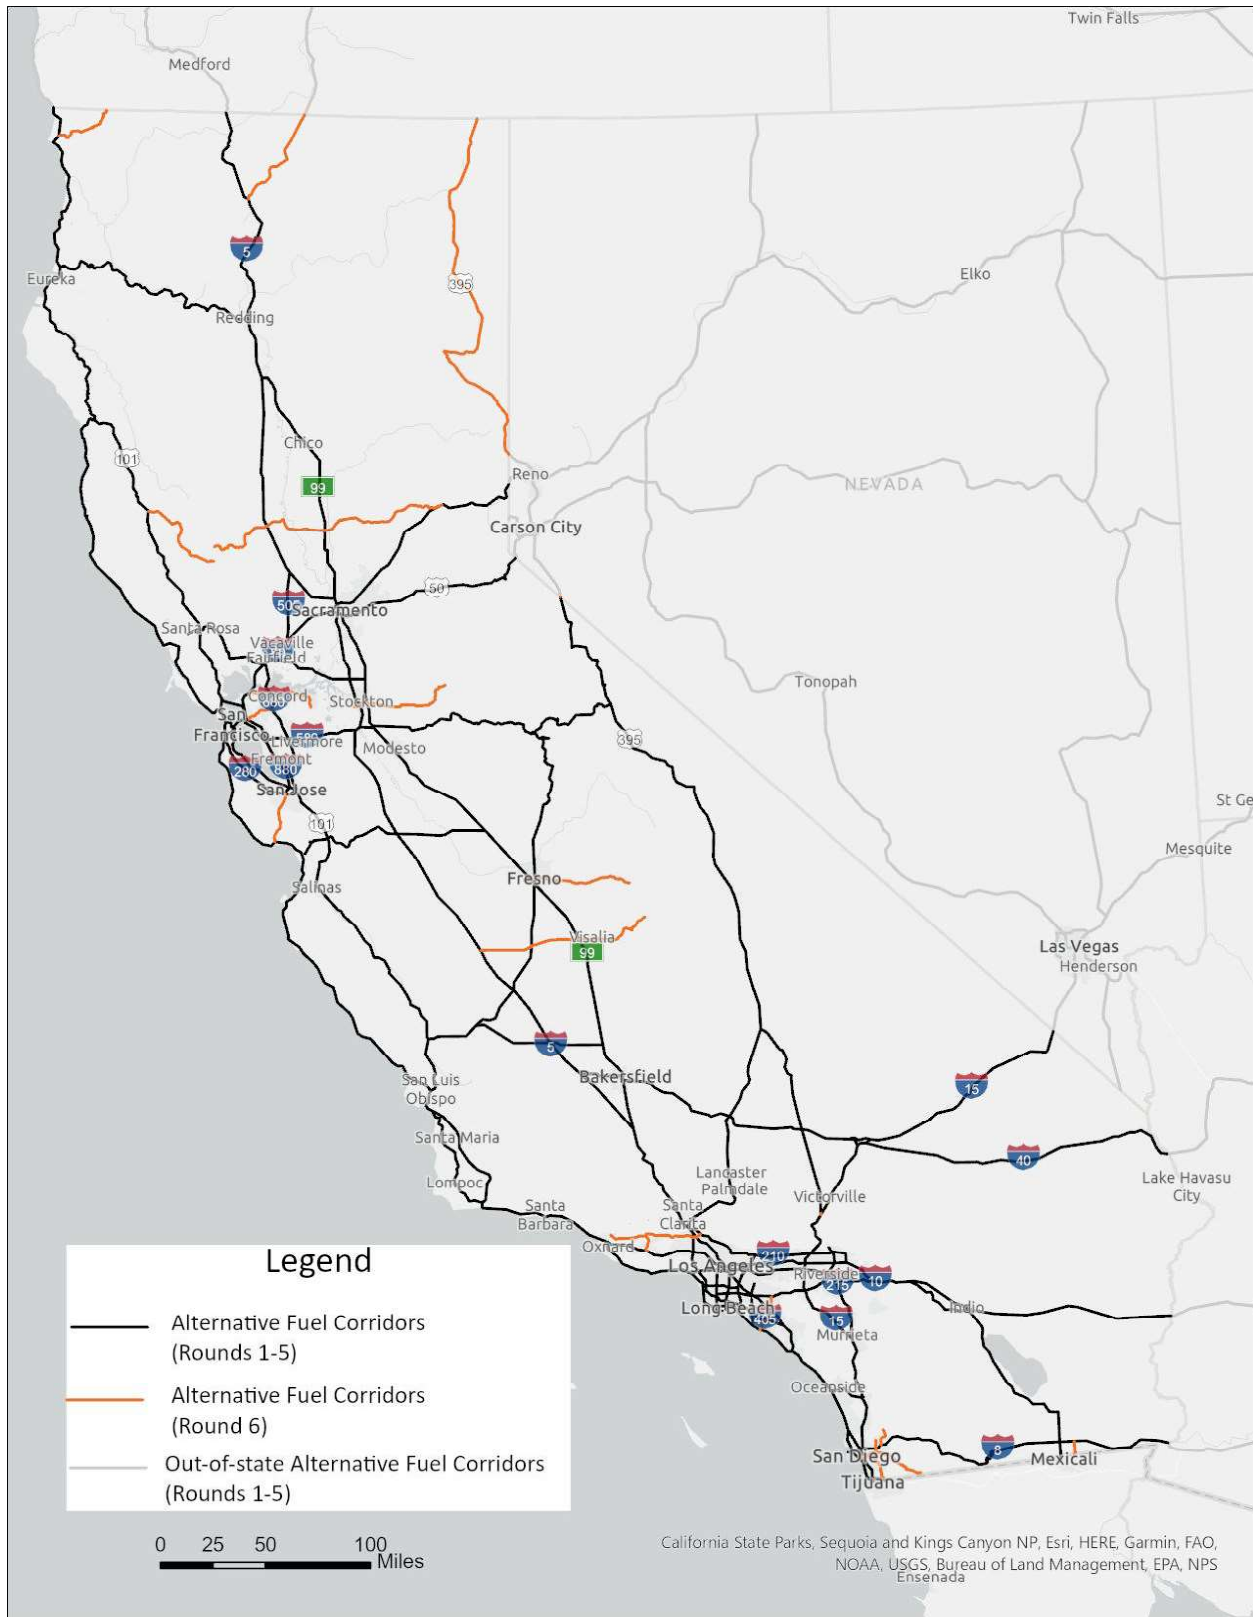 Twin Falls
Medford
5
Eureka
395
Elko
Redding
Chico
101
99
Reno
NEVADA
Carson City
50
Sacramento
Santa Rosa
Vacaville
Fairfield
Tonopah
Concord
Stockton
San
Francisco
Livermore
Modesto
395
Fremont
280
880
San Jose
St Ge
101
Mesquite
Fresno
Salinas
Visalia
99
Las Vegas
Henderson
5
Bakersfield
San Luis
Obispo
15
Santa Maria
40
Lancaster
Palmdale
Lake Havasu
City
Lompoc
Victorville
Santa
Barbara
Santa
Clarita
Oxnard
210
Los Angeles
Riverside
215
10
Long Beach
Indio
405
15
Murrieta
Oceanside
San Diego
8
Mexicali
Tijuana
Legend
Alternative Fuel Corridors
(Rounds 1-5)
Alternative Fuel Corridors
(Round 6)
Out-of-state Alternative Fuel Corridors
(Rounds 1-5)
0 25 50 100
Miles
California State Parks, Sequoia and Kings Canyon NP, Esri, HERE, Garmin, FAO,
NOAA, USGS, Bureau of Land Management, EPA, NPS
Ensenada